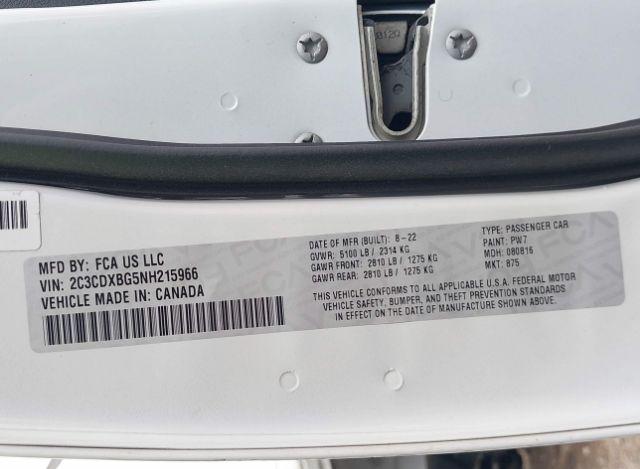 MFD BY: FCA US LLC
VIN: 2C3CDXBG5NH215966
VEHICLE MADE IN: CANADA
DATE OF MFR (BUILT): 8-22
GVWR: 5100 LB / 2314 KG
GAWR FRONT: 2810 LB / 1275 KG
GAWR REAR: 2810 LB / 1275 KG
TYPE: PASSENGER CAR
PAINT: PW7
MDH: 080816
MKT: 875
THIS VEHICLE CONFORMS TO ALL APPLICABLE U.S.A. FEDERAL MOTOR
VEHICLE SAFETY, BUMPER, AND THEFT PREVENTION STANDARDS
IN EFFECT ON THE DATE OF MANUFACTURE SHOWN ABOVE.